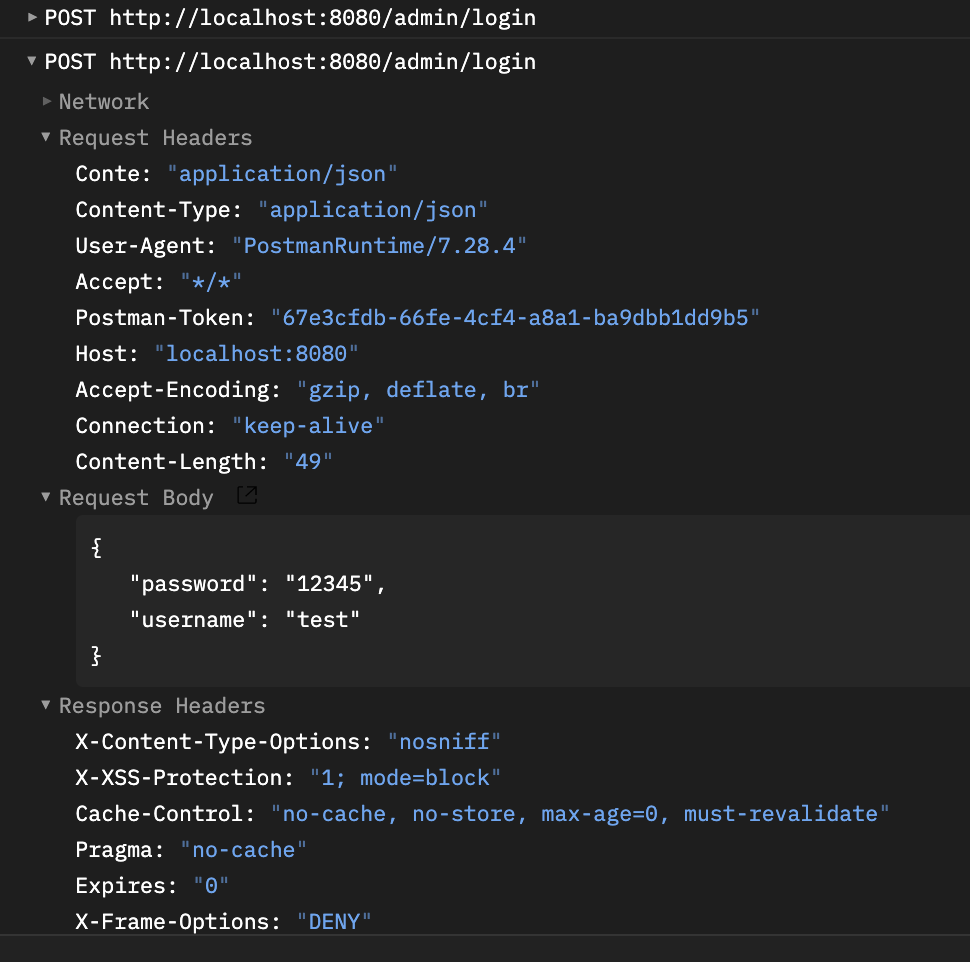 POST http://localhost:8080/admin/login
POST http://localhost:8080/admin/login
Network
Request Headers
Conte: "application/json"
Content-Type: "application/json"
User-Agent: "PostmanRuntime/7.28.4"
Accept: "*/*"
Postman-Token: "67e3cfdb-66fe-4cf4-a8a1-ba9dbb1dd9b5"
Host: "localhost:8080"
Accept-Encoding: "gzip, deflate, br"
Connection: "keep-alive"
Content-Length: "49"
Request Body
{
"password": "12345",
"username": "test"
}
Response Headers
X-Content-Type-Options: "nosniff"
X-XSS-Protection: "1; mode=block"
Cache-Control: "no-cache, no-store, max-age=0, must-revalidate"
Pragma: "no-cache"
Expires: "0"
X-Frame-Options: "DENY"